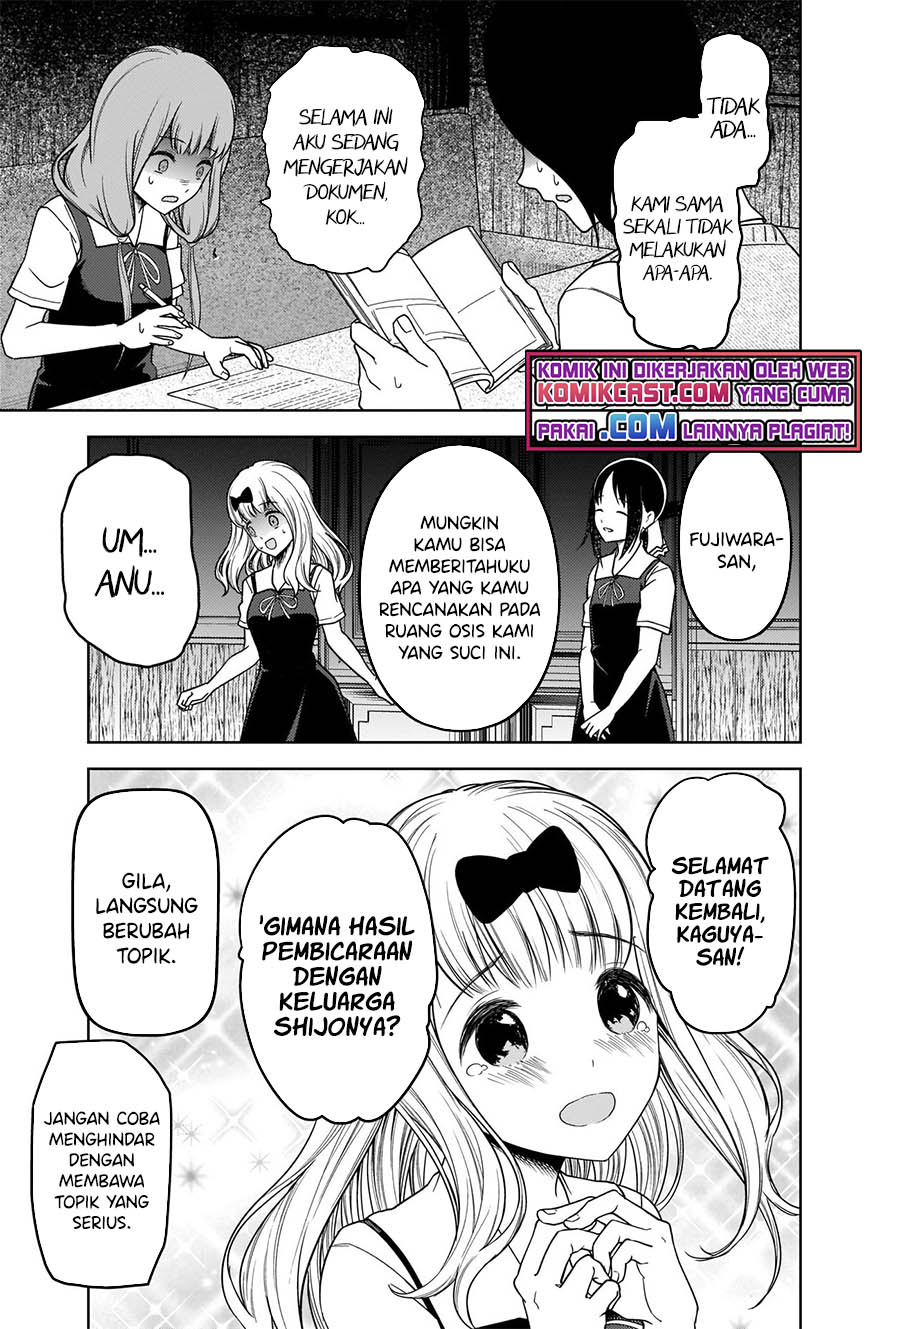 TIDAK
ADA...
KAMI SAMA
SEKALI TIDAK
MELAKUKAN
APA-APA.
SELAMA INI
AKU SEDANG
MENGERJAKAN
DOKUMEN,
KOK...
KOMIK INI DIKERJAKAN OLEH WEB
KOMIKCAST.COM YANG CUMA
PAKAI .COM LAINNYA PLAGIAT!
FUJIWARA-
SAN,
MUNGKIN
KAMU BISA
MEMBERITAHUKU
APA YANG KAMU
RENCANAKAN PADA
RUANG OSIS KAMI
YANG SUCI INI.
UM...
ANU...
SELAMAT
DATANG
KEMBALI,
KAGUYA-
SAN!
'GIMANA HASIL
PEMBICARAAN
DENGAN
KELUARGA
SHIJONYA?
GILA,
LANGSUNG
BERUBAH
TOPIK.
JANGAN COBA
MENGHINDAR
DENGAN
MEMBAWA
TOPIK YANG
SERIUS.